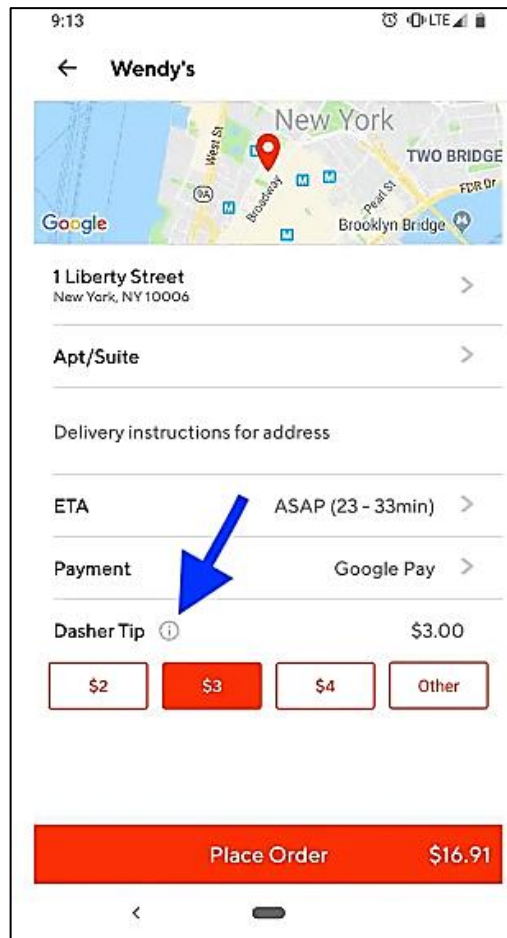 9:13
LTE
Wendy's
New York
West St
TWO BRIDGE
9A
M
M
M
M
M
Broadway
Pearl St
FDR Dr
Google
Brooklyn Bridge
1 Liberty Street
New York, NY 10006
Apt/Suite
Delivery instructions for address
ETA ASAP (23 - 33min)
Payment Google Pay
Dasher Tip $3.00
$2 $3 $4 Other
Place Order $16.91